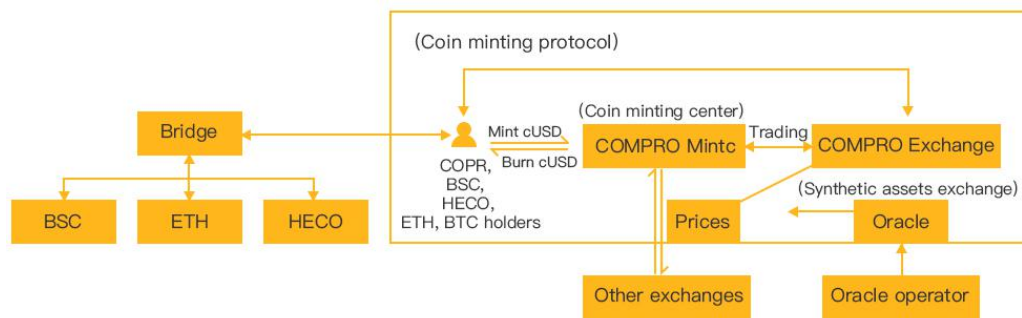 (Coin minting protocol)
Bridge
BSC
ETH
HECO
COPR,
BSC,
HECO,
ETH, BTC holders
Mint cUSD
Burn cUSD
(Coin minting center)
COMPRO Mintc
Trading
COMPRO Exchange
(Synthetic assets exchange)
Prices
Oracle
Other exchanges
Oracle operator